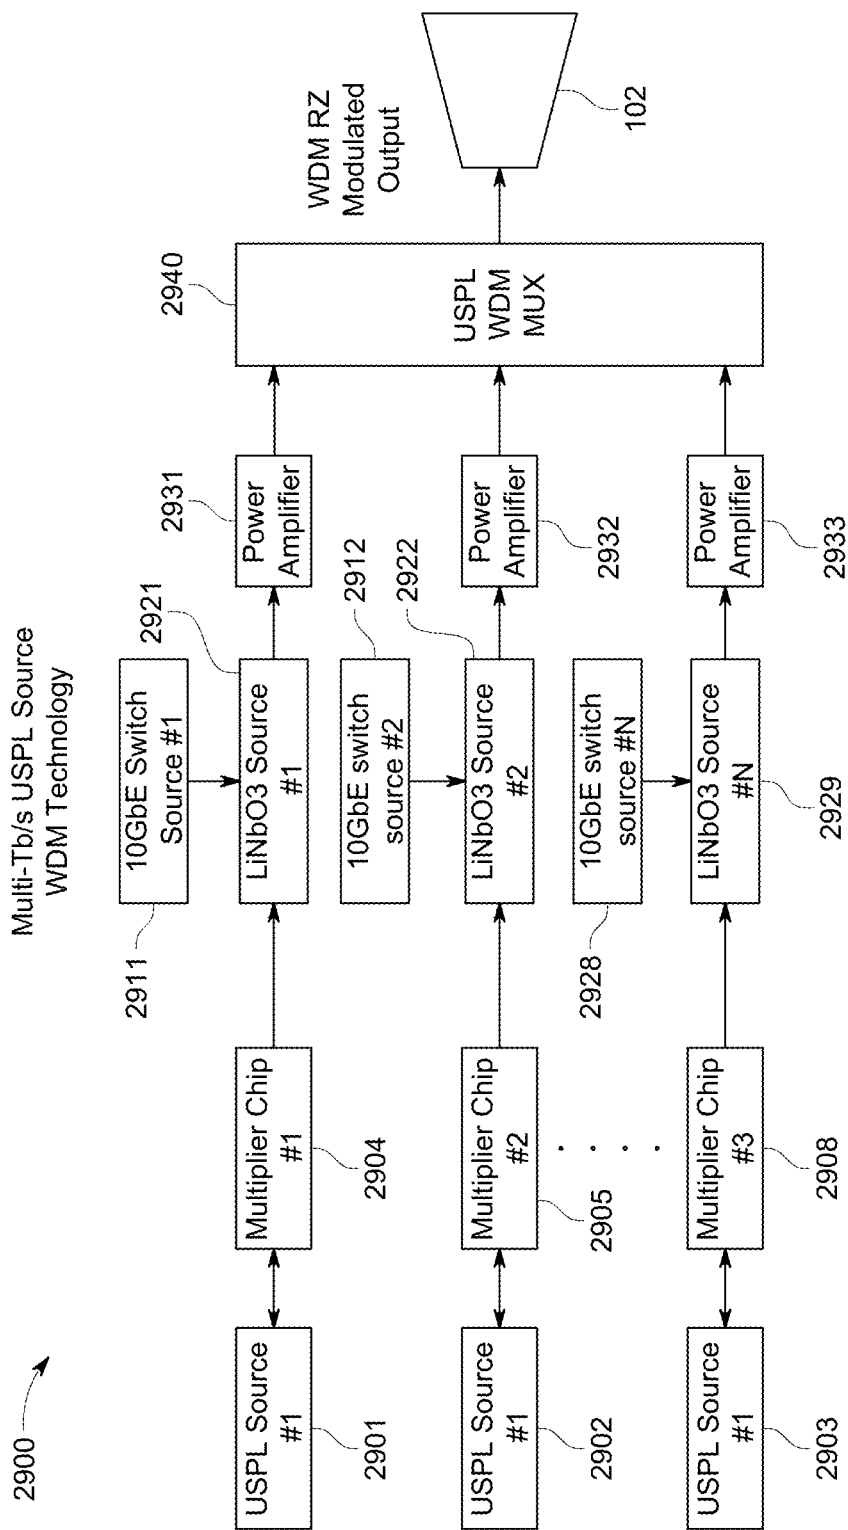 Multi-Tb/s USPL Source
WDM Technology
2900
USPL Source
#1
2901
Multiplier Chip
#1
2904
10GbE Switch
Source #1
2911
LiNbO3 Source
#1
2921
Power
Amplifier
2931
USPL Source
#1
2902
Multiplier Chip
#2
2905
10GbE switch
source #2
2912
LiNbO3 Source
#2
2922
Power
Amplifier
2932
. . . .
USPL Source
#1
2903
Multiplier Chip
#3
2908
10GbE switch
source #N
2928
LiNbO3 Source
#N
2929
Power
Amplifier
2933
USPL
WDM
MUX
2940
WDM RZ
Modulated
Output
102